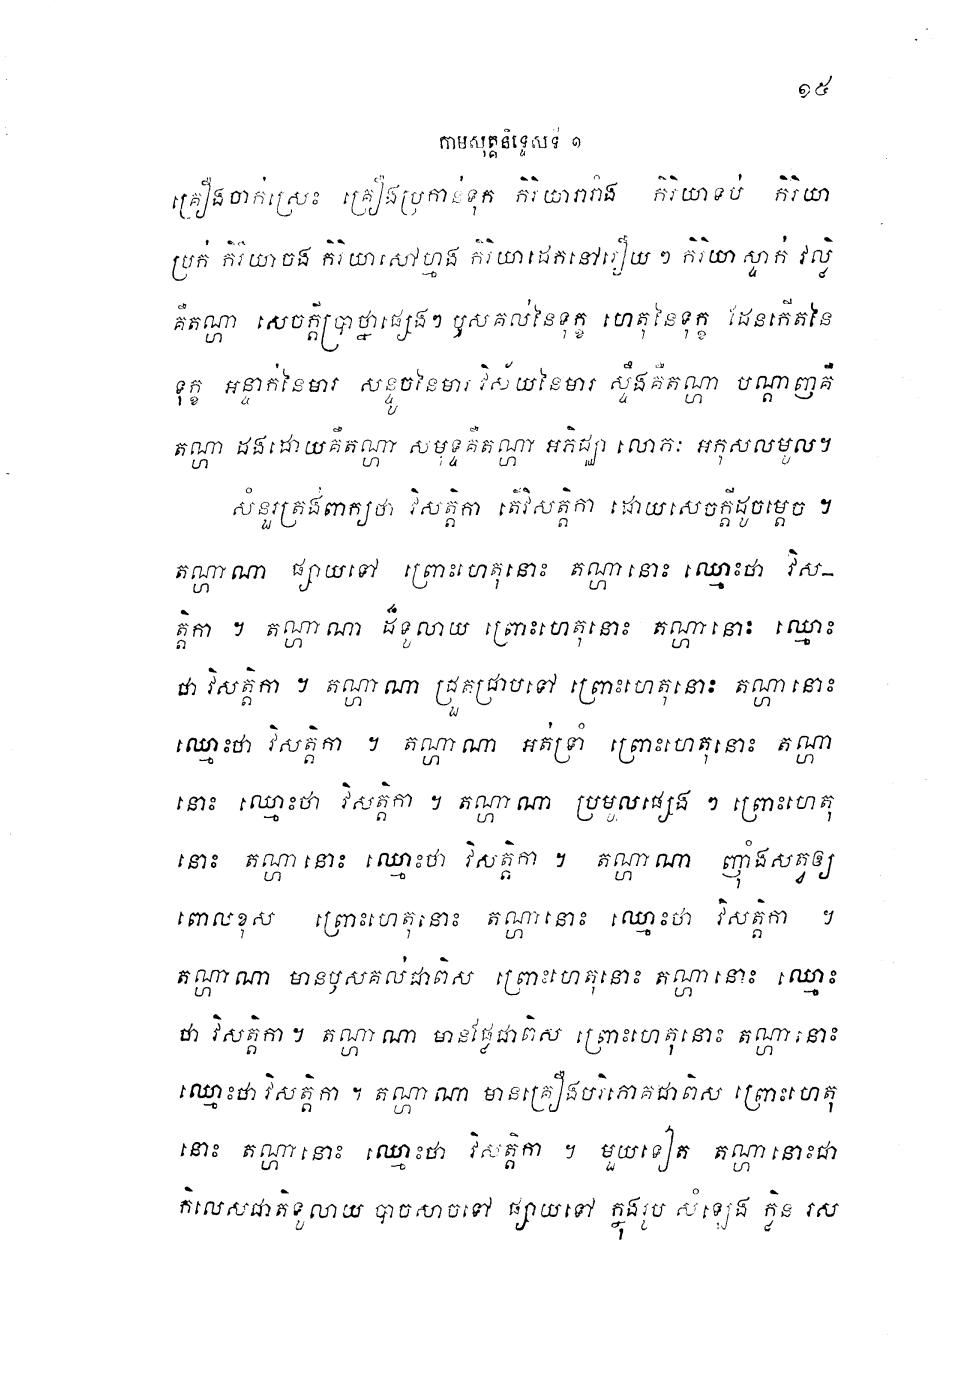 ១៥
កាមសុត្តនិទ្ទេសទី ១
គ្រឿងចាក់ស្រេះ គ្រឿងប្រកាន់ទុក កិរិយារារាំង កិរិយាទប់ កិរិយា
ប្រក់ កិរិយាចង កិរិយាសៅហ្មង កិរិយាដេកនៅរឿយ ៗ កិរិយាស្ទាក់ វល្លិ
គឺតណ្ហា សេចក្តីប្រាថ្នាផ្សេងៗ ឫសគល់នៃទុក្ខ ហេតុនៃទុក្ខ ដែនកើតនៃ
ទុក្ខ អន្ទាក់នៃមារ សន្ទូចនៃមារ វិស័យនៃមារ ស្ទឹងគឺតណ្ហា បណ្តាញគឺ
តណ្ហា ដងដោយគឺតណ្ហា សមុទ្ទគឺតណ្ហា អភិជ្ឈា លោភៈ អកុសលមូល។
សំនួរត្រង់ពាក្យថា វិសត្តិកា តើវិសត្តិកា ដោយសេចក្តីដូចម្តេច ។
តណ្ហាណា ផ្សាយទៅ ព្រោះហេតុនោះ តណ្ហានោះ ឈ្មោះថា វិស-
ត្តិកា ។ តណ្ហាណា ដ៏ទូលាយ ព្រោះហេតុនោះ តណ្ហានោះ ឈ្មោះ
ថា វិសត្តិកា ។ តណ្ហាណា ជ្រួតជ្រាបទៅ ព្រោះហេតុនោះ តណ្ហានោះ
ឈ្មោះថា វិសត្តិកា ។ តណ្ហាណា អត់ទ្រាំ ព្រោះហេតុនោះ តណ្ហា
នោះ ឈ្មោះថា វិសត្តិកា ។ តណ្ហាណា ប្រមូលផ្សេង ៗ ព្រោះហេតុ
នោះ តណ្ហានោះ ឈ្មោះថា វិសត្តិកា ។ តណ្ហាណា ញុំាងសត្វឲ្យ
ពោលខុស ព្រោះហេតុនោះ តណ្ហានោះ ឈ្មោះថា វិសត្តិកា ។
តណ្ហាណា មានឫសគល់ជាពិស ព្រោះហេតុនោះ តណ្ហានោះ ឈ្មោះ
ថា វិសត្តិកា ។ តណ្ហាណា មានផ្លែជាពិស ព្រោះហេតុនោះ តណ្ហានោះ
ឈ្មោះថា វិសត្តិកា ។ តណ្ហាណា មានគ្រឿងបរិភោគជាពិស ព្រោះហេតុ
នោះ តណ្ហានោះ ឈ្មោះថា វិសត្តិកា ។ មួយទៀត តណ្ហានោះជា
កិលេសជាតិទូលាយ បាចសាចទៅ ផ្សាយទៅ ក្នុងរូប សំឡេង ក្លិន រស